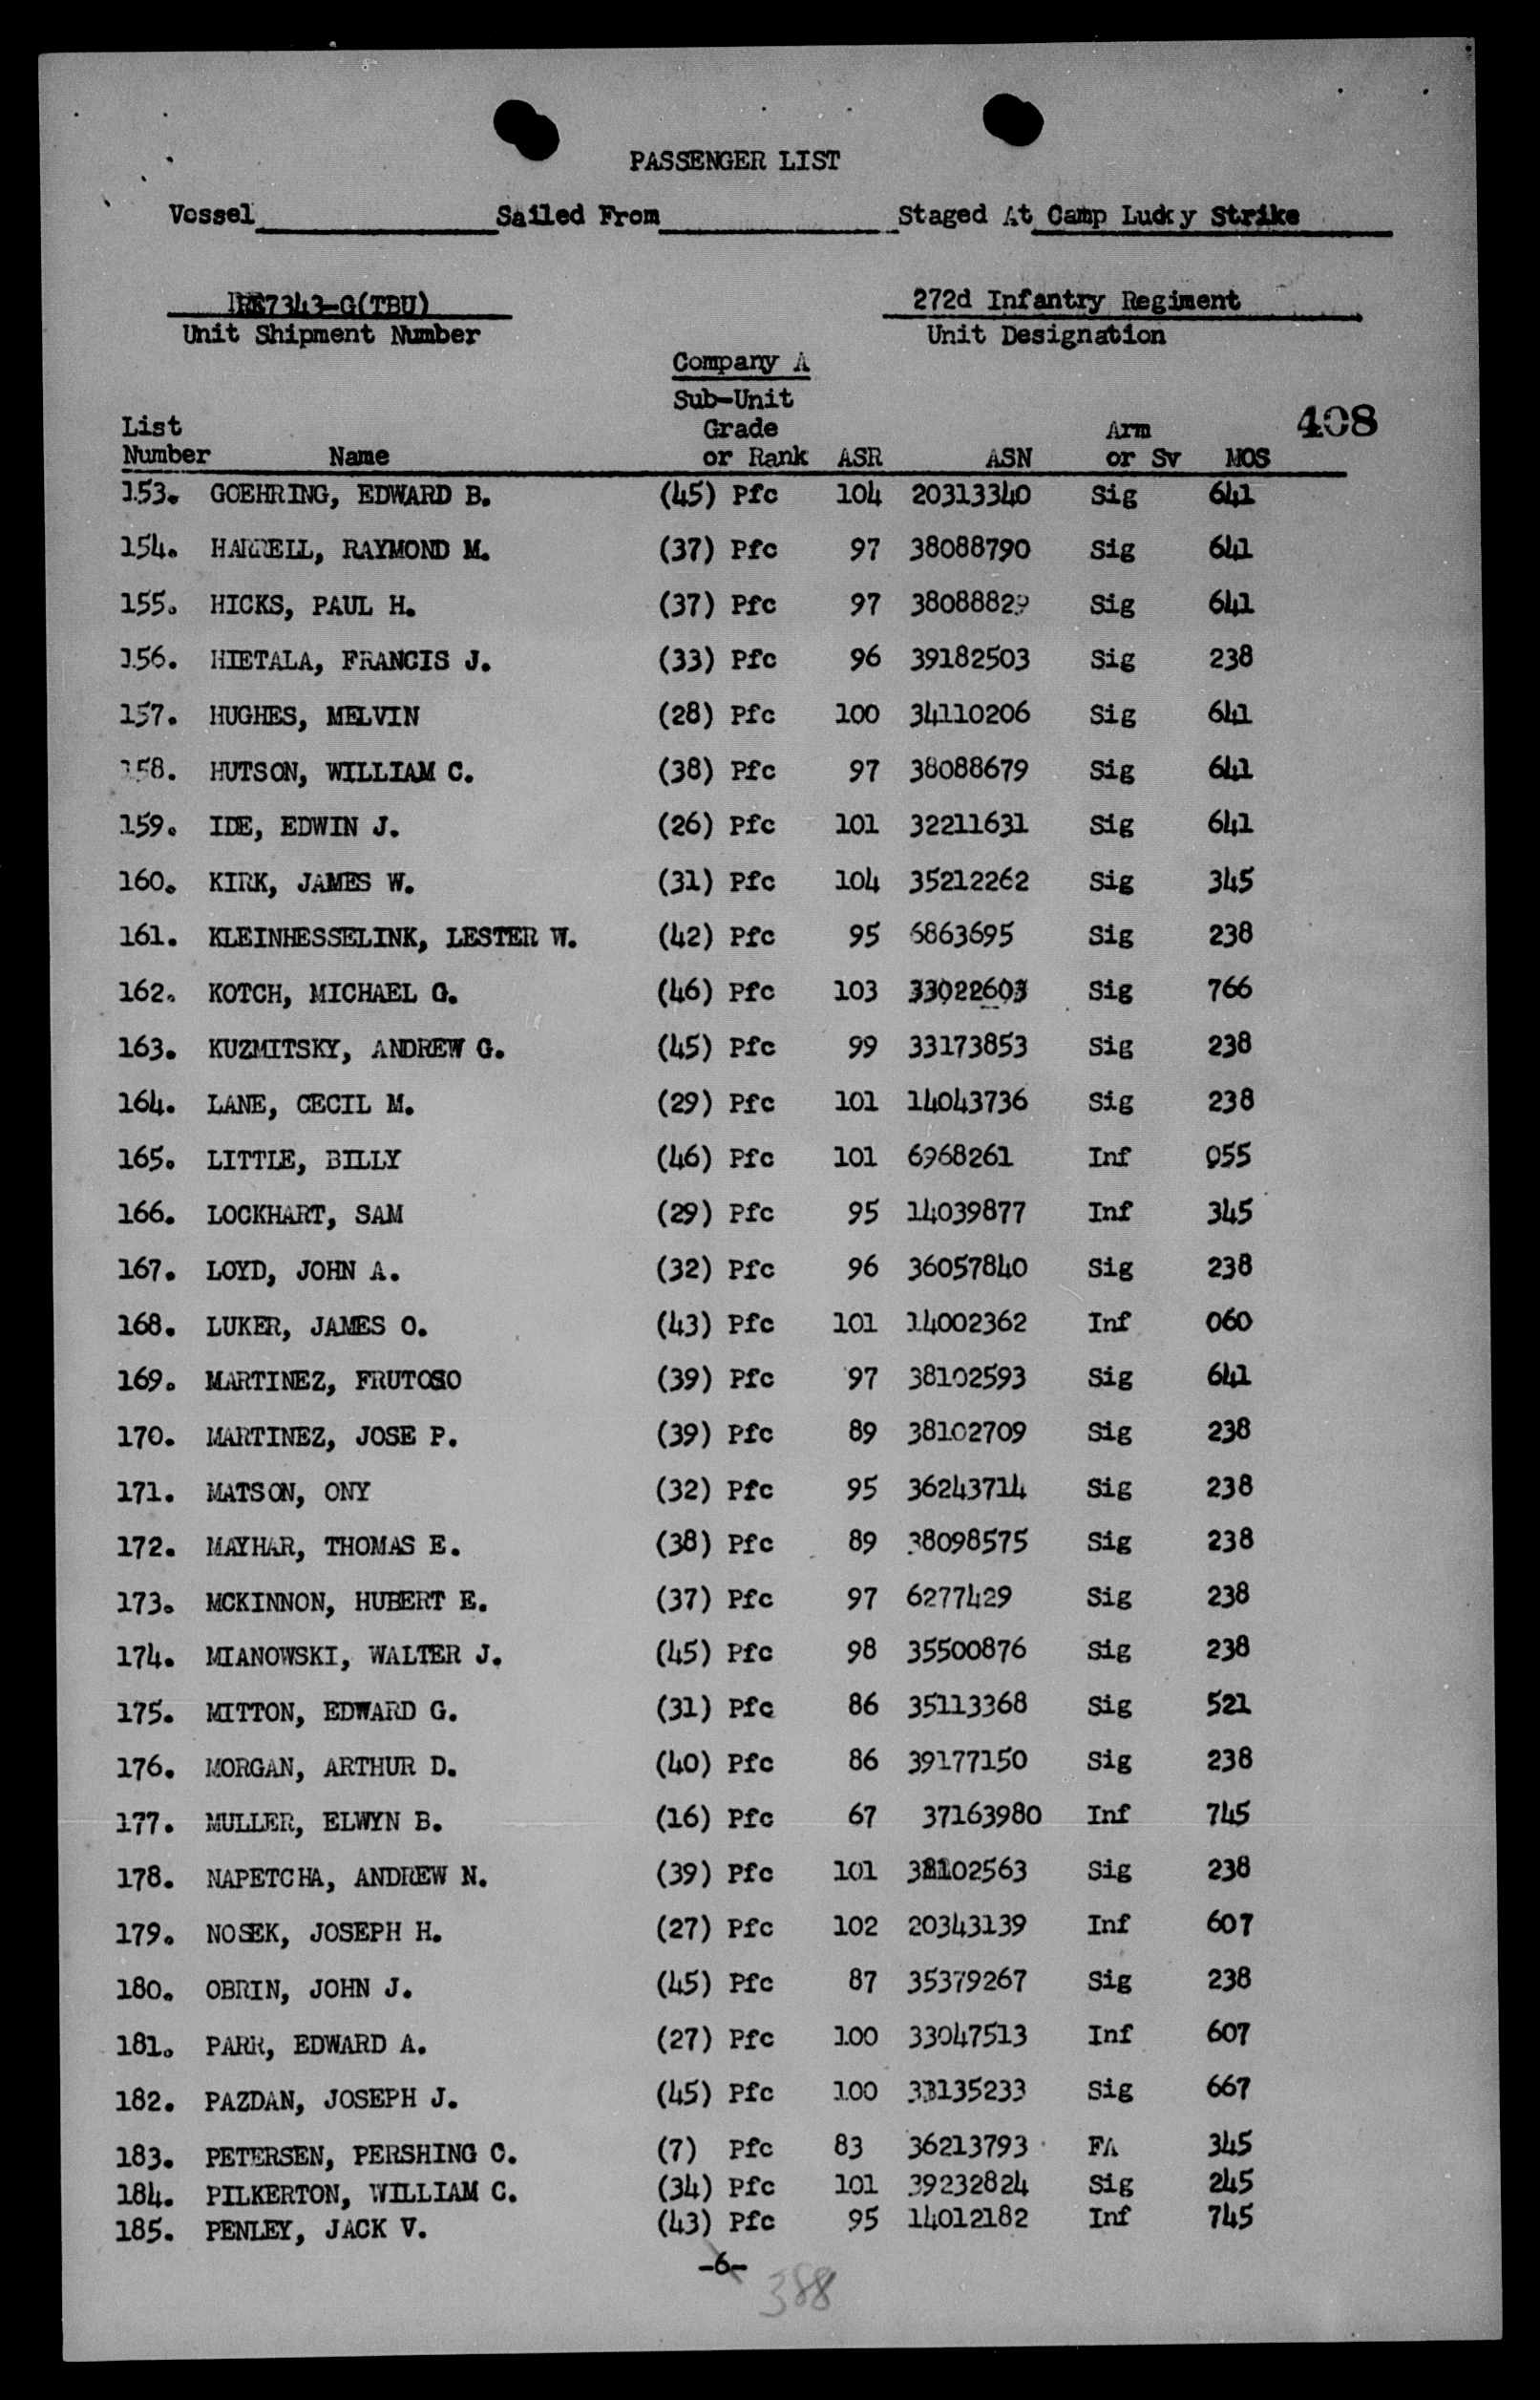 PASSENGER LIST
Vessel Sailed From Staged At Camp Lucky Strike
RE7343-G(TBU) 272d Infantry Regiment
Unit Shipment Number Unit Designation
Company A
Sub-Unit
List Grade Arm 408
Number Name or Rank ASR ASN or Sv MOS
153. GOEHRING, EDWARD B. (45) Pfc 104 20313340 Sig 641
154. HARRELL, RAYMOND M. (37) Pfc 97 38088790 Sig 641
155. HICKS, PAUL H. (37) Pfc 97 38088829 Sig 641
156. HIETALA, FRANCIS J. (33) Pfc 96 39182503 Sig 238
157. HUGHES, MELVIN (28) Pfc 100 34110206 Sig 641
158. HUTSON, WILLIAM C. (38) Pfc 97 38088679 Sig 641
159. IDE, EDWIN J. (26) Pfc 101 32211631 Sig 641
160. KIRK, JAMES W. (31) Pfc 104 35212262 Sig 345
161. KLEINHESSELINK, LESTER W. (42) Pfc 95 6863695 Sig 238
162. KOTCH, MICHAEL G. (46) Pfc 103 33022603 Sig 766
163. KUZMITSKY, ANDREW G. (45) Pfc 99 33173853 Sig 238
164. LANE, CECIL M. (29) Pfc 101 14043736 Sig 238
165. LITTLE, BILLY (46) Pfc 101 6968261 Inf 055
166. LOCKHART, SAM (29) Pfc 95 14039877 Inf 345
167. LOYD, JOHN A. (32) Pfc 96 36057840 Sig 238
168. LUKER, JAMES O. (43) Pfc 101 14002362 Inf 060
169. MARTINEZ, FRUTOSO (39) Pfc 97 38102593 Sig 641
170. MARTINEZ, JOSE P. (39) Pfc 89 38102709 Sig 238
171. MATSON, ONY (32) Pfc 95 36243714 Sig 238
172. MAYHAR, THOMAS E. (38) Pfc 89 38098575 Sig 238
173. MCKINNON, HUBERT E. (37) Pfc 97 6277429 Sig 238
174. MIANOWSKI, WALTER J. (45) Pfc 98 35500876 Sig 238
175. MITTON, EDWARD G. (31) Pfc 86 35113368 Sig 521
176. MORGAN, ARTHUR D. (40) Pfc 86 39177150 Sig 238
177. MULLER, ELWYN B. (16) Pfc 67 37163980 Inf 745
178. NAPETCHA, ANDREW N. (39) Pfc 101 38102563 Sig 238
179. NOSEK, JOSEPH H. (27) Pfc 102 20343139 Inf 607
180. OBRIN, JOHN J. (45) Pfc 87 35379267 Sig 238
181. PARR, EDWARD A. (27) Pfc 100 33047513 Inf 607
182. PAZDAN, JOSEPH J. (45) Pfc 100 33135233 Sig 667
183. PETERSEN, PERSHING C. (7) Pfc 83 36213793 FA 345
184. PILKERTON, WILLIAM C. (34) Pfc 101 39232824 Sig 245
185. PENLEY, JACK V. (43) Pfc 95 14012182 Inf 745
-6-
388